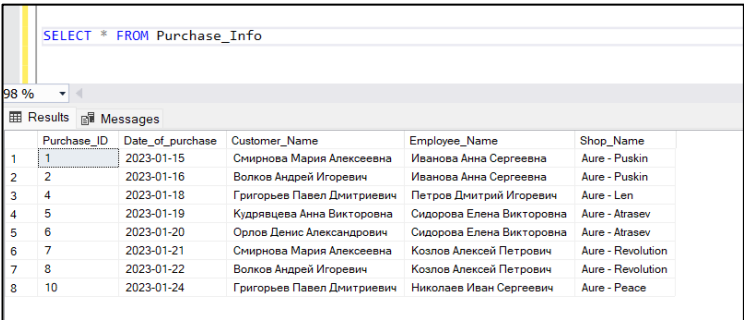 SELECT * FROM Purchase_Info
98 %
Results Messages
Purchase_ID Date_of_purchase Customer_Name Employee_Name Shop_Name
1 1 2023-01-15 Смирнова Мария Алексеевна Иванова Анна Сергеевна Aure - Puskin
2 2 2023-01-16 Волков Андрей Игоревич Иванова Анна Сергеевна Aure - Puskin
3 4 2023-01-18 Григорьев Павел Дмитриевич Петров Дмитрий Игоревич Aure - Len
4 5 2023-01-19 Кудрявцева Анна Викторовна Сидорова Елена Викторовна Aure - Atrasev
5 6 2023-01-20 Орлов Денис Александрович Сидорова Елена Викторовна Aure - Atrasev
6 7 2023-01-21 Смирнова Мария Алексеевна Козлов Алексей Петрович Aure - Revolution
7 8 2023-01-22 Волков Андрей Игоревич Козлов Алексей Петрович Aure - Revolution
8 10 2023-01-24 Григорьев Павел Дмитриевич Николаев Иван Сергеевич Aure - Peace